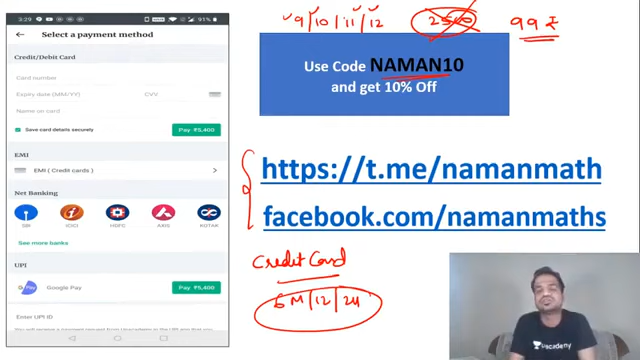 3:29
91%
Select a payment method
Credit/Debit Card
Card number
Expiry date (MM/YY)
CVV
Name on card
Save card details securely
Pay ₹5,400
EMI
EMI (Credit cards)
Net Banking
SBI
ICICI
HDFC
AXIS
KOTAK
See more banks
UPI
Google Pay
Pay ₹5,400
Enter UPI ID
9 | 10 | 11 | 12
99 ₹
Use Code NAMAN10
and get 10% Off
https://t.me/namanmath
facebook.com/namanmaths
Credit Card
6M | 12 | 24
unacademy